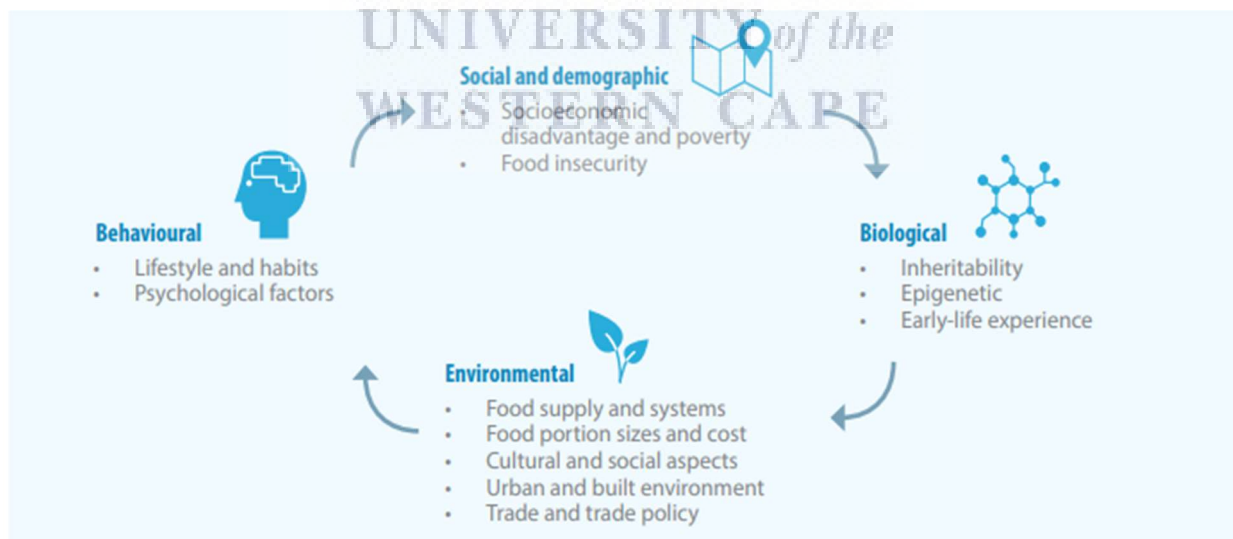 UNIVERSITY of the
WESTERN CAPE
Social and demographic
• Socioeconomic
disadvantage and poverty
• Food insecurity
Behavioural
• Lifestyle and habits
• Psychological factors
Biological
• Inheritability
• Epigenetic
• Early-life experience
Environmental
• Food supply and systems
• Food portion sizes and cost
• Cultural and social aspects
• Urban and built environment
• Trade and trade policy